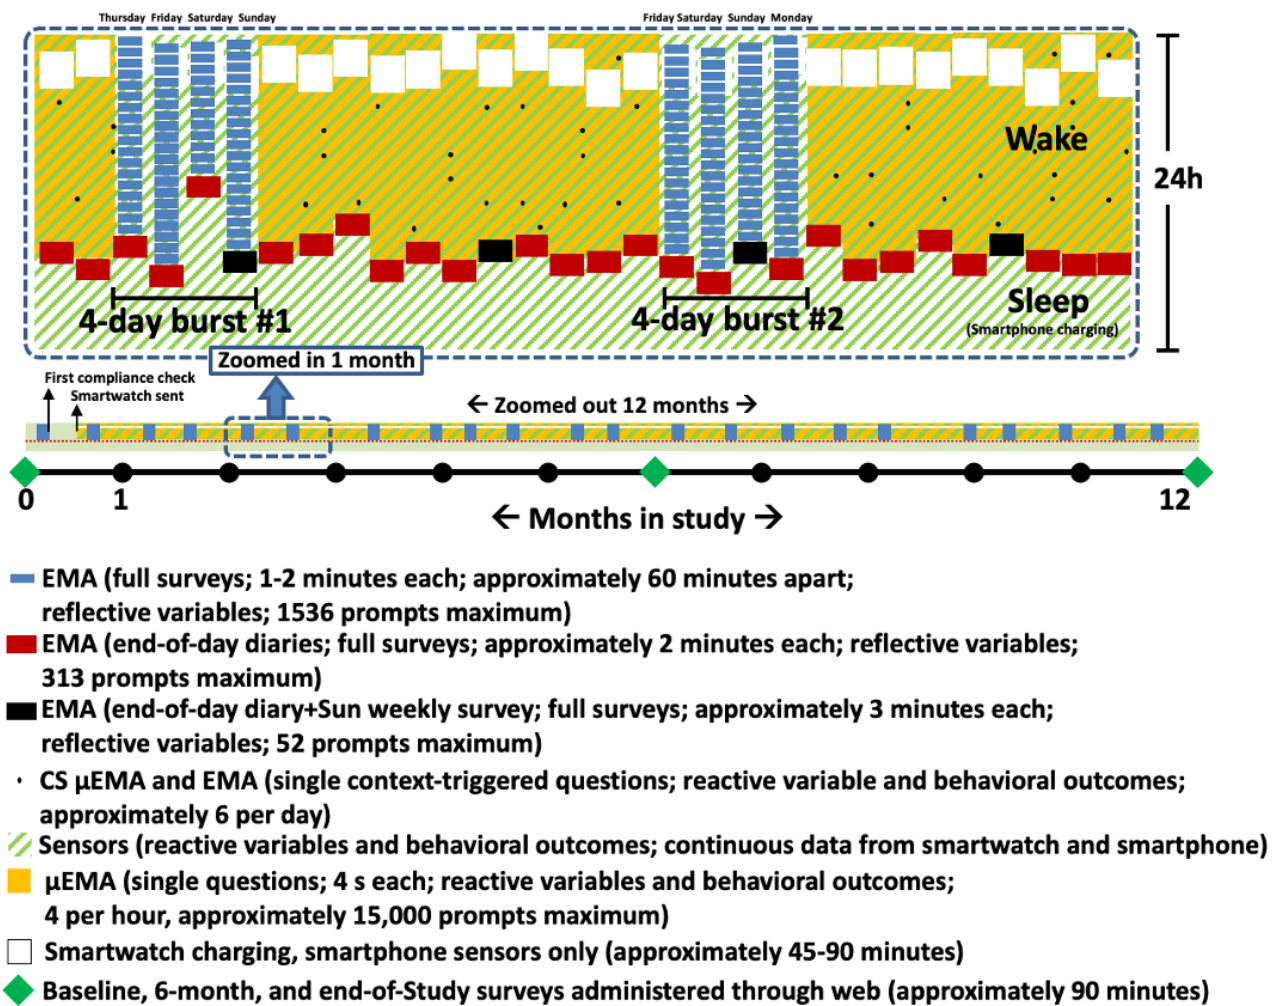 Thursday Friday Saturday Sunday
Friday Saturday Sunday Monday
Wake
24h
Sleep
(Smartphone charging)
4-day burst #1
4-day burst #2
Zoomed in 1 month
First compliance check
Smartwatch sent
← Zoomed out 12 months →
0 1 12
← Months in study →
EMA (full surveys; 1-2 minutes each; approximately 60 minutes apart;
reflective variables; 1536 prompts maximum)
EMA (end-of-day diaries; full surveys; approximately 2 minutes each; reflective variables;
313 prompts maximum)
EMA (end-of-day diary+Sun weekly survey; full surveys; approximately 3 minutes each;
reflective variables; 52 prompts maximum)
CS µEMA and EMA (single context-triggered questions; reactive variable and behavioral outcomes;
approximately 6 per day)
Sensors (reactive variables and behavioral outcomes; continuous data from smartwatch and smartphone)
µEMA (single questions; 4 s each; reactive variables and behavioral outcomes;
4 per hour, approximately 15,000 prompts maximum)
Smartwatch charging, smartphone sensors only (approximately 45-90 minutes)
Baseline, 6-month, and end-of-Study surveys administered through web (approximately 90 minutes)